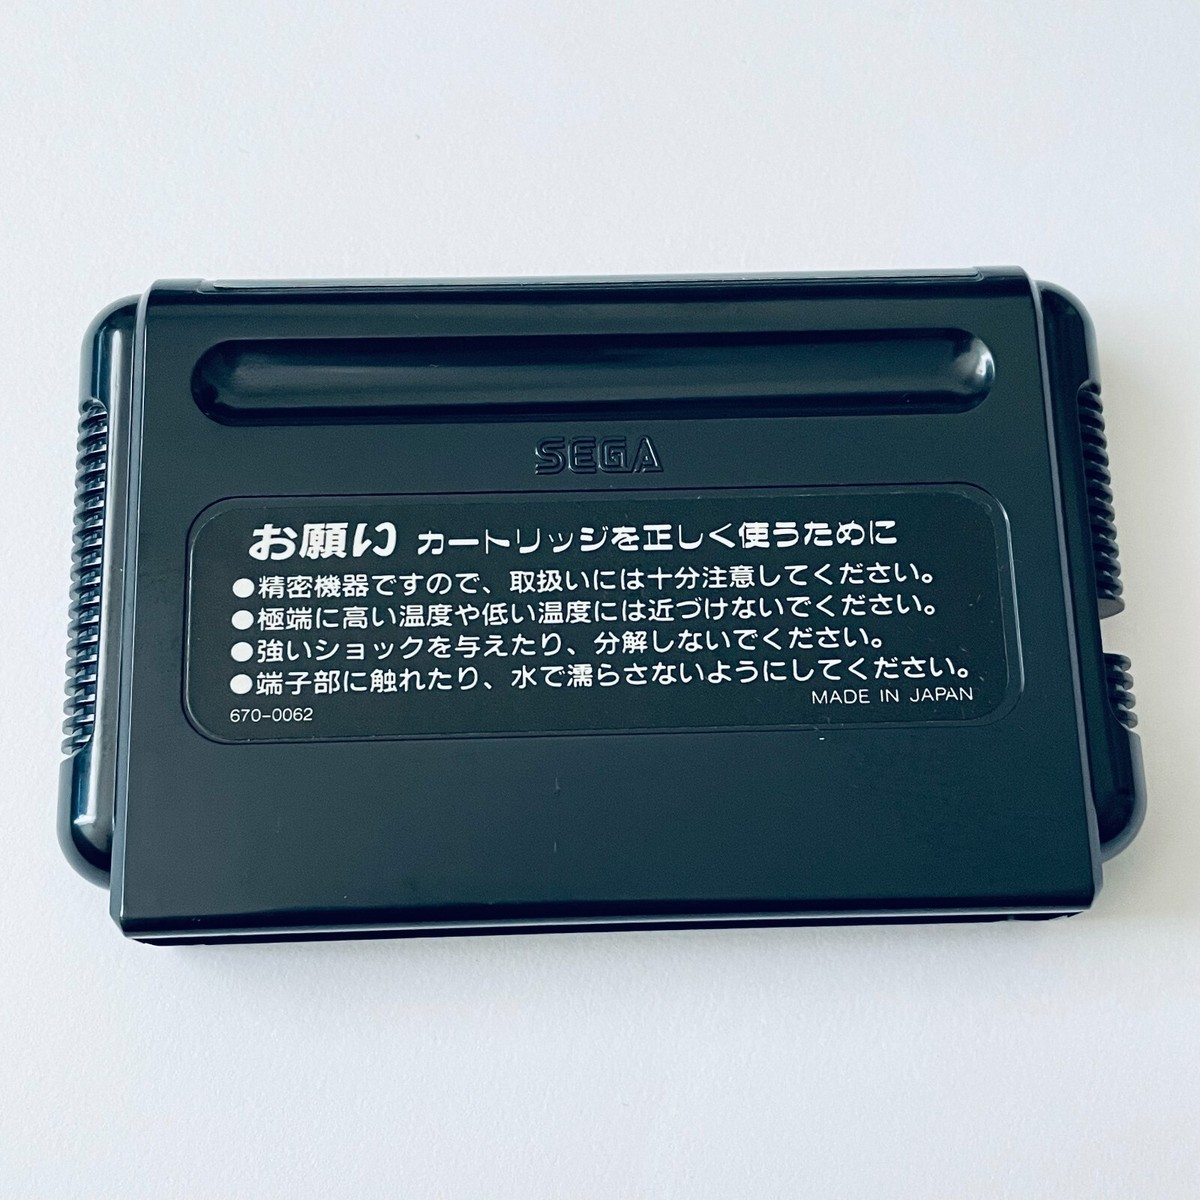 SEGA
お願い カートリッジを正しく使うために
●精密機器ですので、取扱いには十分注意してください。
●極端に高い温度や低い温度には近づけないでください。
●強いショックを与えたり、分解しないでください。
●端子部に触れたり、水で濡らさないようにしてください。
670-0062 MADE IN JAPAN